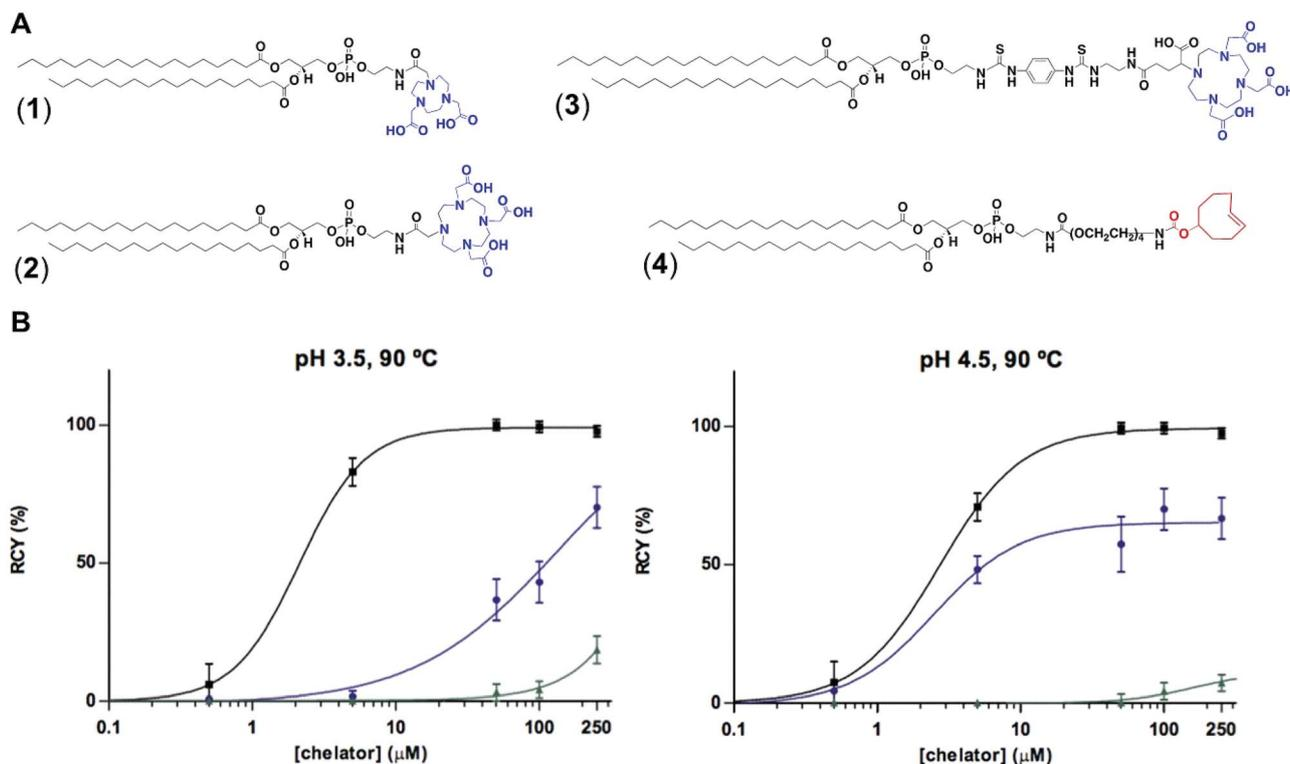 A
(1)
(3)
(2)
(4)
B
pH 3.5, 90 ºC
pH 4.5, 90 ºC
RCY (%)
100
50
0
0.1 1 10 100 250
[chelator] (μM)
RCY (%)
100
50
0
0.1 1 10 100 250
[chelator] (μM)